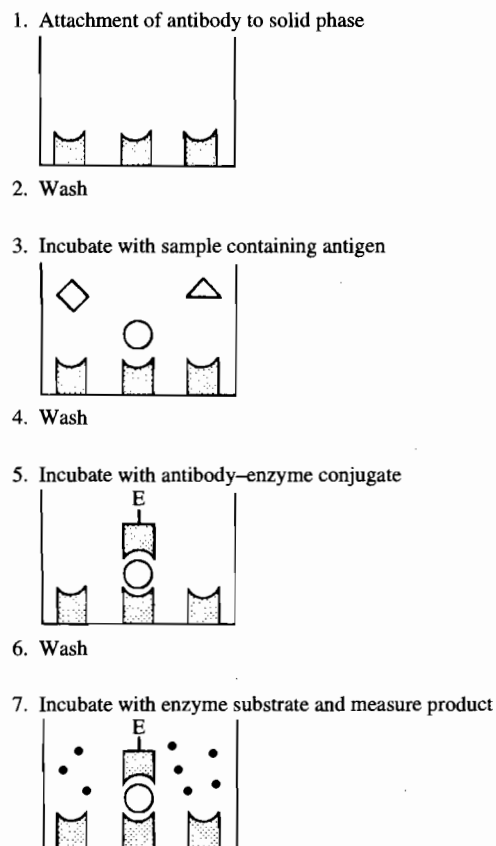 1. Attachment of antibody to solid phase
2. Wash
3. Incubate with sample containing antigen
4. Wash
5. Incubate with antibody–enzyme conjugate
E
6. Wash
7. Incubate with enzyme substrate and measure product
E